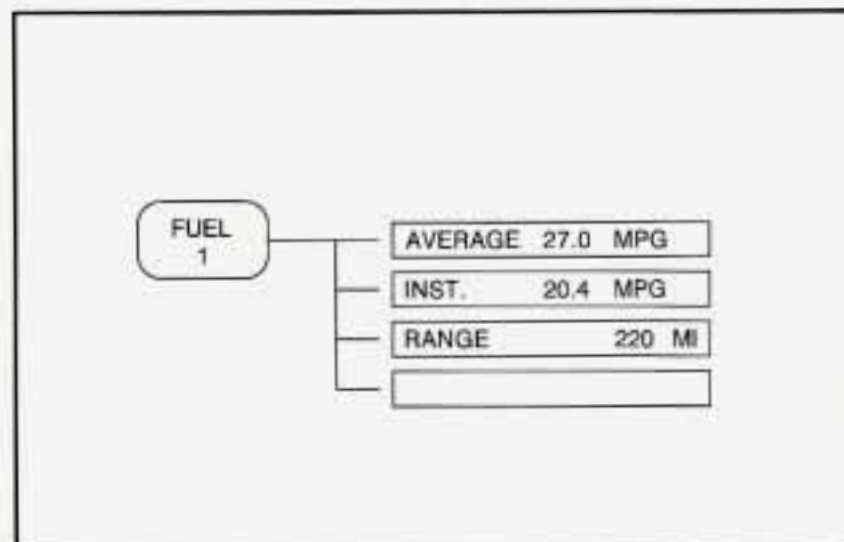 FUEL
1
AVERAGE 27.0 MPG
INST. 20.4 MPG
RANGE 220 MI